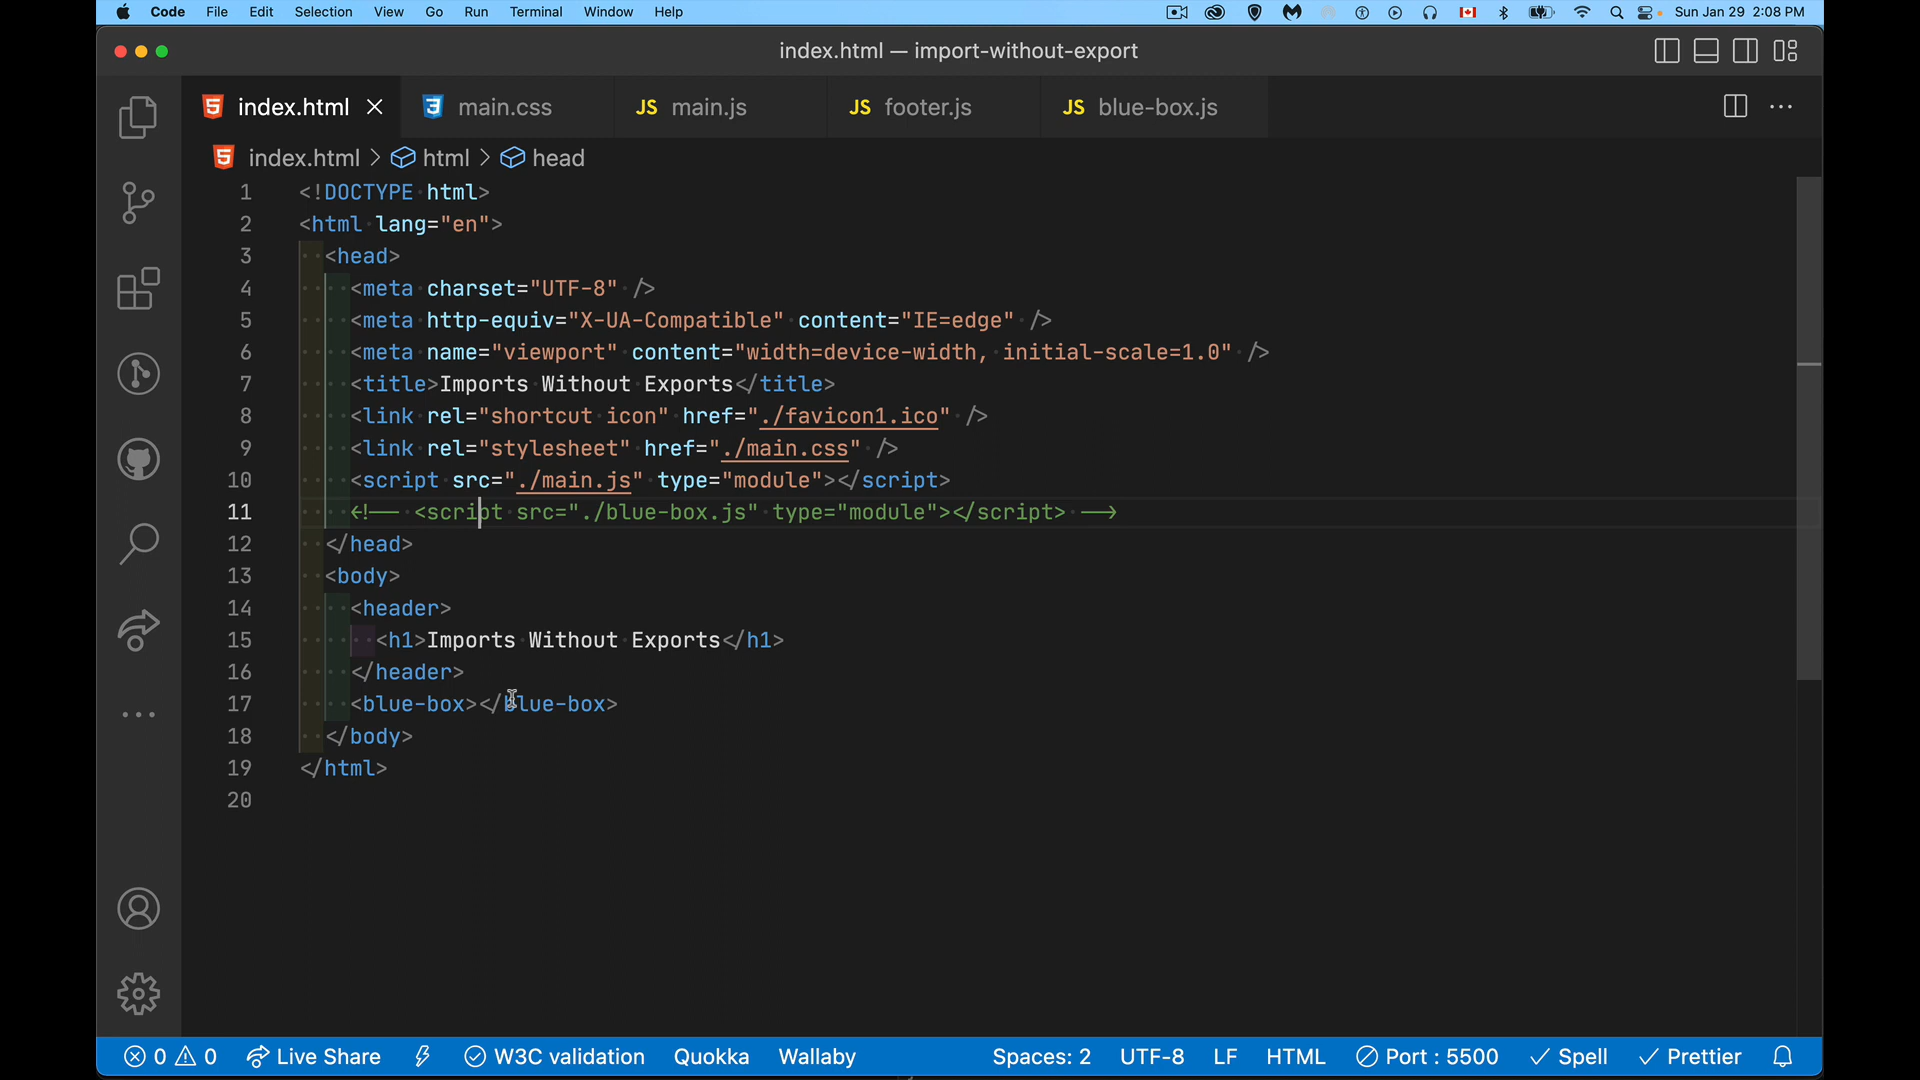 Code File Edit Selection View Go Run Terminal Window Help Sun Jan 29 2:08 PM
index.html — import-without-export
index.html main.css JS main.js JS footer.js JS blue-box.js
index.html > html > head
1 <!DOCTYPE html>
2 <html lang="en">
3 <head>
4 <meta charset="UTF-8" />
5 <meta http-equiv="X-UA-Compatible" content="IE=edge" />
6 <meta name="viewport" content="width=device-width, initial-scale=1.0" />
7 <title>Imports Without Exports</title>
8 <link rel="shortcut icon" href="./favicon1.ico" />
9 <link rel="stylesheet" href="./main.css" />
10 <script src="./main.js" type="module"></script>
11 <!-- <script src="./blue-box.js" type="module"></script> -->
12 </head>
13 <body>
14 <header>
15 <h1>Imports Without Exports</h1>
16 </header>
17 <blue-box></blue-box>
18 </body>
19 </html>
20
0 0 Live Share W3C validation Quokka Wallaby Spaces: 2 UTF-8 LF HTML Port : 5500 Spell Prettier